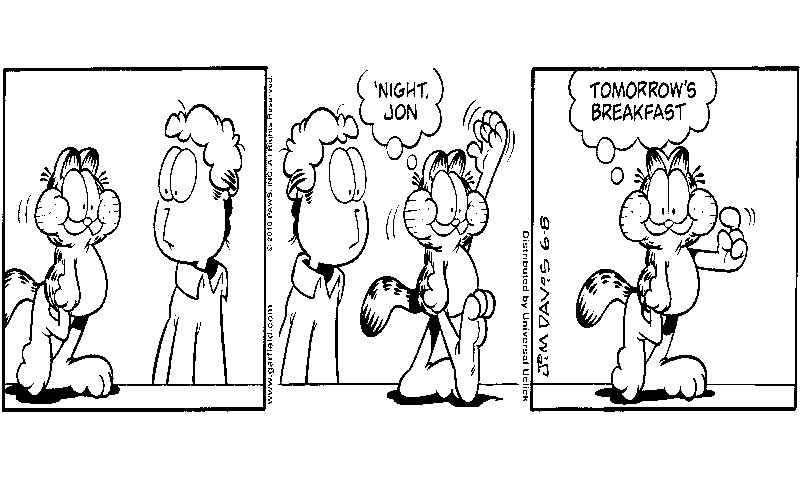 © 2010 PAWS, INC. All Rights Reserved.
www.garfield.com
'NIGHT,
JON
Distributed by Universal Uclick
JIM DAVIS 6-8
TOMORROW'S
BREAKFAST